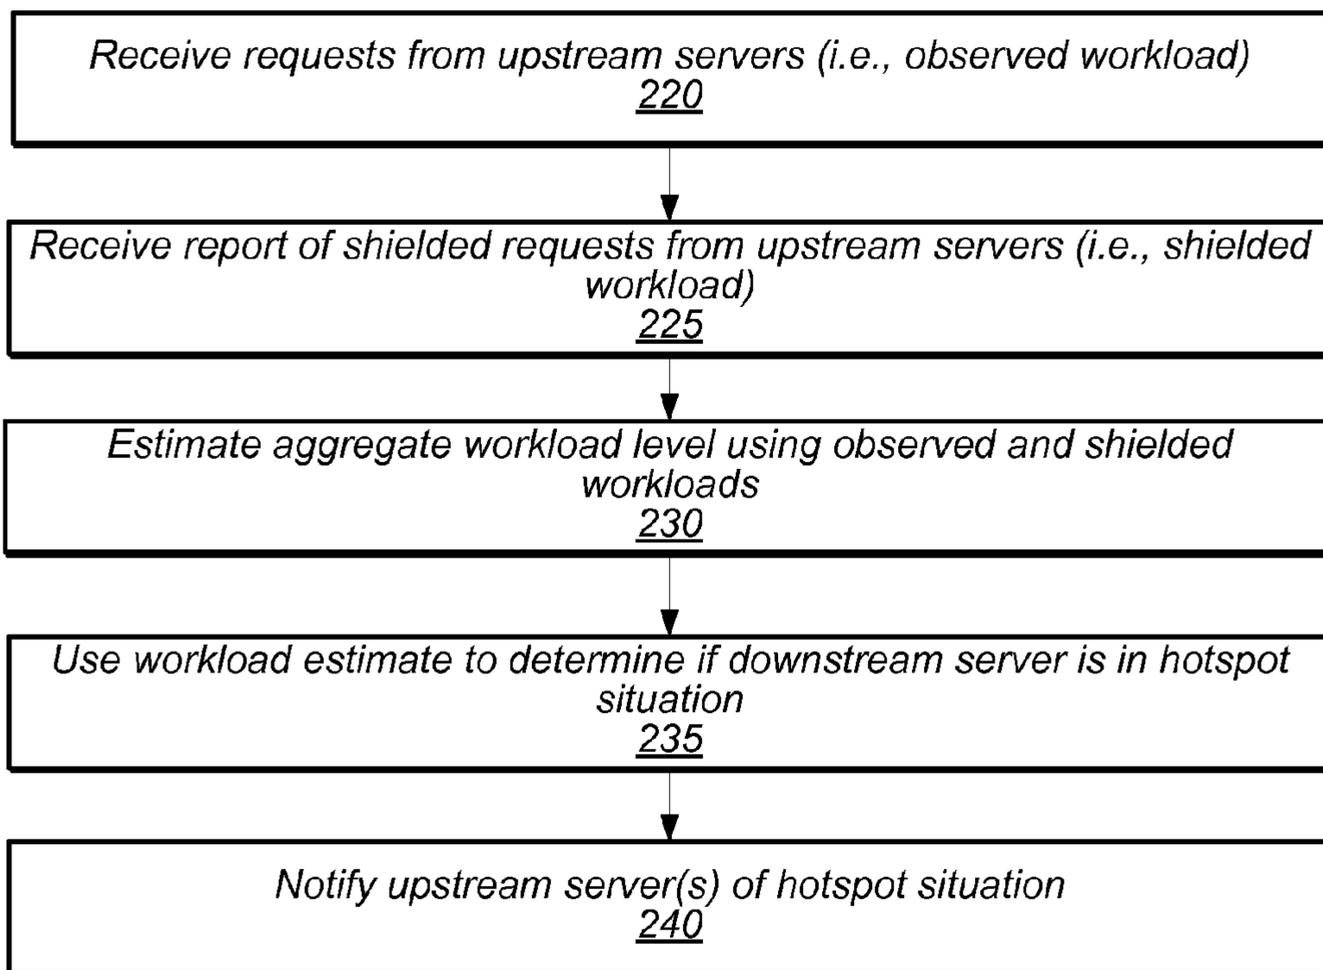 Receive requests from upstream servers (i.e., observed workload)
220
Receive report of shielded requests from upstream servers (i.e., shielded
workload)
225
Estimate aggregate workload level using observed and shielded
workloads
230
Use workload estimate to determine if downstream server is in hotspot
situation
235
Notify upstream server(s) of hotspot situation
240